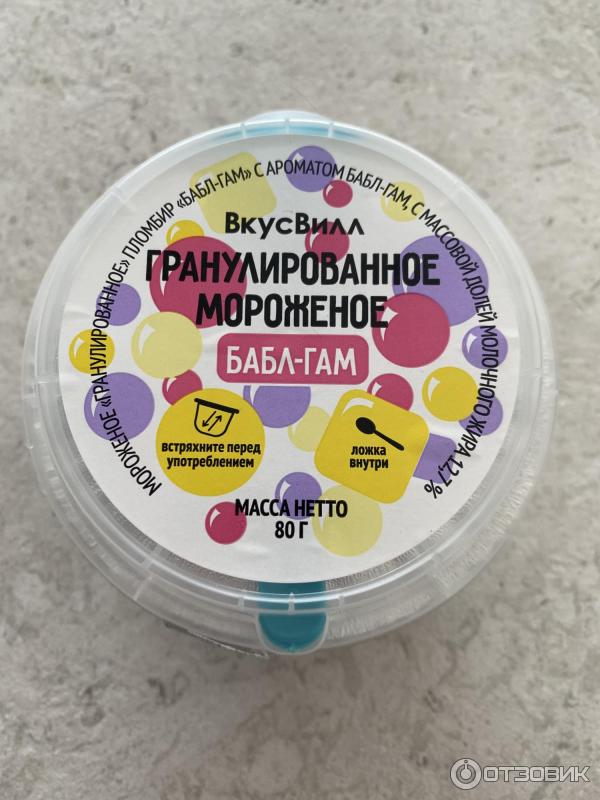 МОРОЖЕНОЕ «ГРАНУЛИРОВАННОЕ» ПЛОМБИР «БАБЛ-ГАМ» С АРОМАТОМ БАБЛ-ГАМ, С МАССОВОЙ ДОЛЕЙ МОЛОЧНОГО ЖИРА 12,7 %
ВкусВилл
ГРАНУЛИРОВАННОЕ
МОРОЖЕНОЕ
БАБЛ-ГАМ
встряхните перед
употреблением
ложка
внутри
МАССА НЕТТО
80 Г
ОТЗОВИК